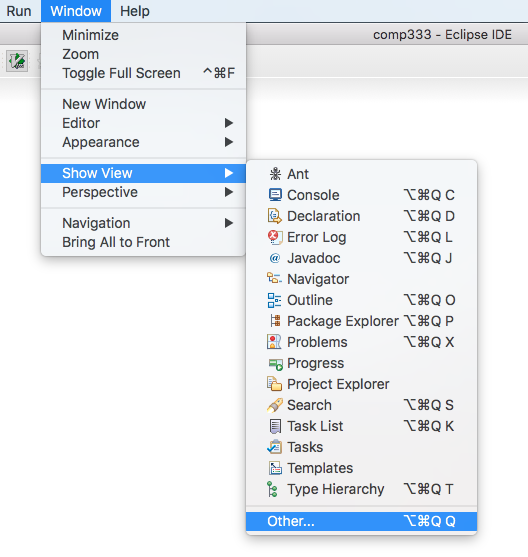 Run Window Help
comp333 - Eclipse IDE
Minimize
Zoom
Toggle Full Screen ^⌘F
New Window
Editor
Appearance
Show View
Perspective
Navigation
Bring All to Front
Ant
Console ⌥⌘Q C
Declaration ⌥⌘Q D
Error Log ⌥⌘Q L
Javadoc ⌥⌘Q J
Navigator
Outline ⌥⌘Q O
Package Explorer ⌥⌘Q P
Problems ⌥⌘Q X
Progress
Project Explorer
Search ⌥⌘Q S
Task List ⌥⌘Q K
Tasks
Templates
Type Hierarchy ⌥⌘Q T
Other... ⌥⌘Q Q